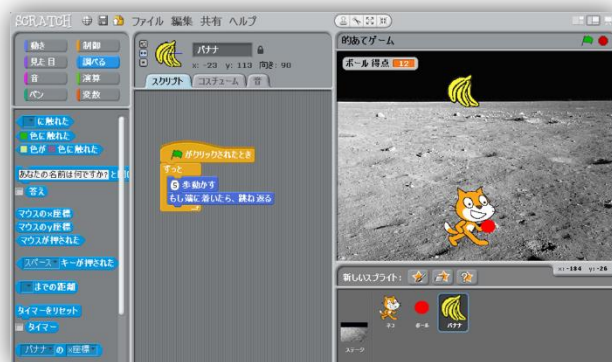 SCRATCH ファイル 編集 共有 ヘルプ
動き 制御
見た目 調べる
音 演算
ペン 変数
に触れた
色に触れた
色が 色に触れた
あなたの名前は何ですか?
答え
マウスのx座標
マウスのy座標
マウスが押された
スペース キーが押された
までの距離
タイマーをリセット
タイマー
バナナ の x座標
バナナ
x: -23 y: 113 向き: 90
スクリプト コスチューム 音
がクリックされたとき
ずっと
5 歩動かす
もし端に着いたら、跳ね返る
的あてゲーム
ボール 得点 12
x: -184 y: -26
新しいスプライト:
ネコ ボール バナナ
ステージ